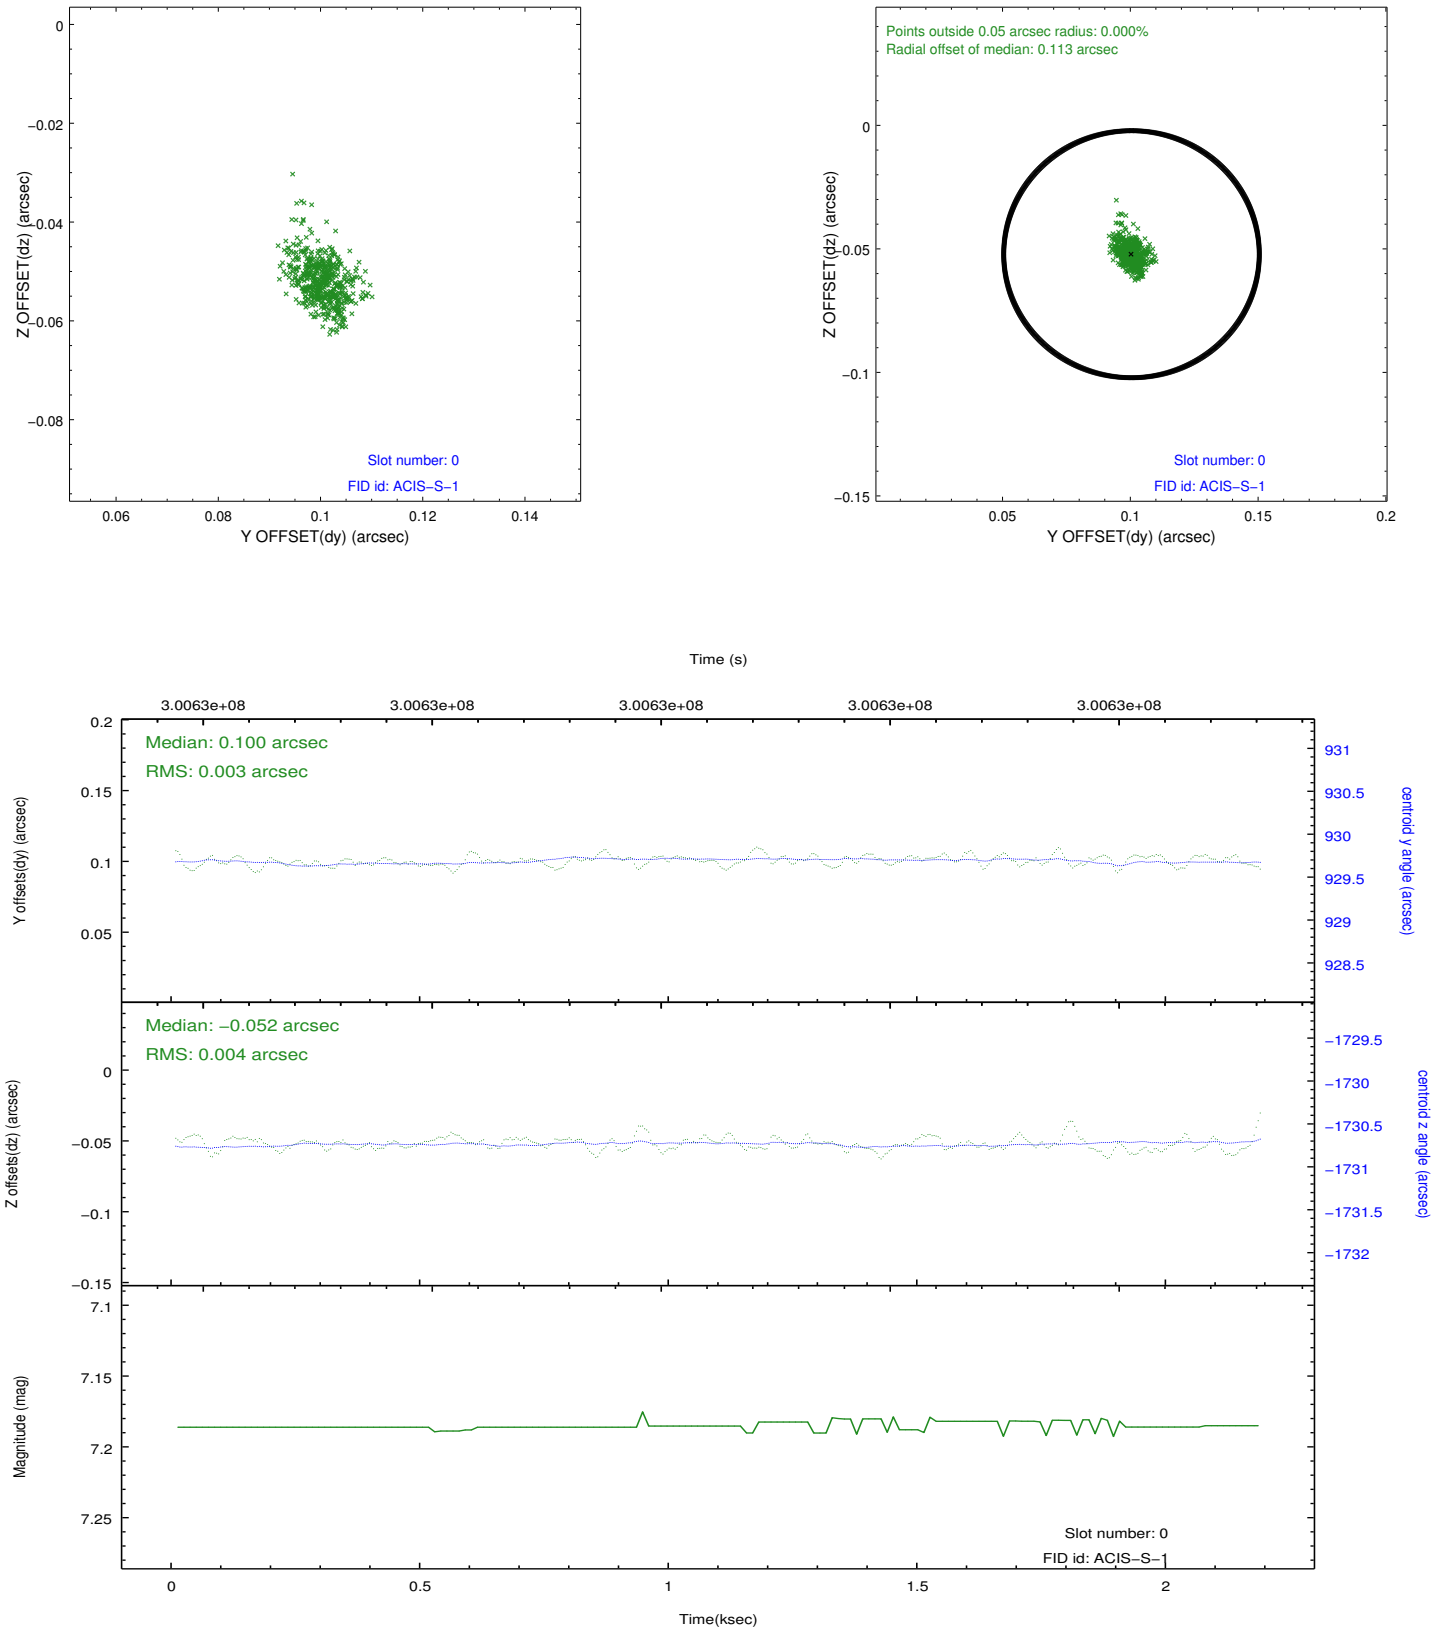 0
−0.02
−0.04
−0.06
−0.08
Z OFFSET(dz) (arcsec)
Slot number: 0
FID id: ACIS−S−1
0.06
0.08
0.1
0.12
0.14
Y OFFSET(dy) (arcsec)
Points outside 0.05 arcsec radius: 0.000%
Radial offset of median: 0.113 arcsec
0
−0.05
−0.1
−0.15
Z OFFSET(dz) (arcsec)
Slot number: 0
FID id: ACIS−S−1
0.05
0.1
0.15
0.2
Y OFFSET(dy) (arcsec)
Time (s)
3.0063e+08
3.0063e+08
3.0063e+08
3.0063e+08
3.0063e+08
Median: 0.100 arcsec
RMS: 0.003 arcsec
0.2
0.15
0.1
0.05
Y offsets(dy) (arcsec)
931
930.5
930
929.5
929
928.5
centroid y angle (arcsec)
Median: −0.052 arcsec
RMS: 0.004 arcsec
0
−0.05
−0.1
−0.15
Z offsets(dz) (arcsec)
−1729.5
−1730
−1730.5
−1731
−1731.5
−1732
centroid z angle (arcsec)
7.1
7.15
7.2
7.25
Magnitude (mag)
Slot number: 0
FID id: ACIS−S−1
0
0.5
1
1.5
2
Time(ksec)